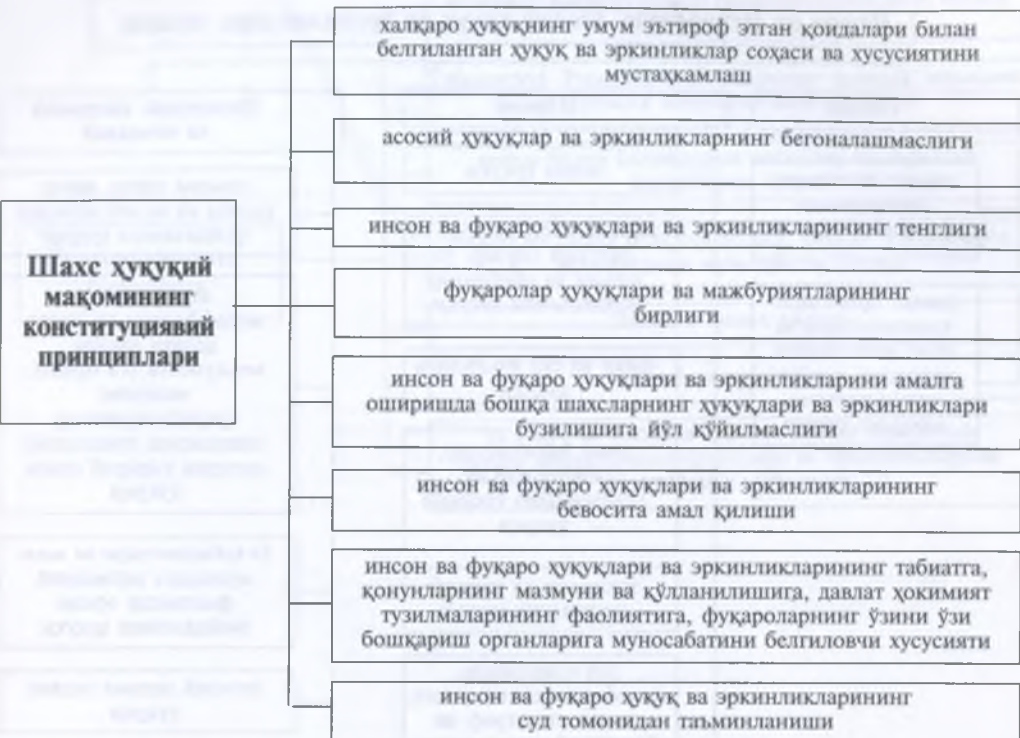 Шахс ҳуқуқий
мақомининг
конституциявий
принциплари
халқаро ҳуқуқнинг умум эътироф этган қоидалари билан
белгиланган ҳуқуқ ва эркинликлар соҳаси ва хусусиятини
мустаҳкамлаш
асосий ҳуқуқлар ва эркинликларнинг бегоналашмаслиги
инсон ва фуқаро ҳуқуқлари ва эркинликларининг тенглиги
фуқаролар ҳуқуқлари ва мажбуриятларининг
бирлиги
инсон ва фуқаро ҳуқуқлари ва эркинликларини амалга
оширишда бошқа шахсларнинг ҳуқуқлари ва эркинликлари
бузилишига йўл қўйилмаслиги
инсон ва фуқаро ҳуқуқлари ва эркинликларининг
бевосита амал қилиши
инсон ва фуқаро ҳуқуқлари ва эркинликларининг табиатга,
қонунларнинг мазмуни ва қўлланилишига, давлат ҳокимият
тузилмаларининг фаолиятига, фуқароларнинг ўзини ўзи
бошқариш органларига муносабатини белгиловчи хусусияти
инсон ва фуқаро ҳуқуқ ва эркинликларининг
суд томонидан таъминланиши